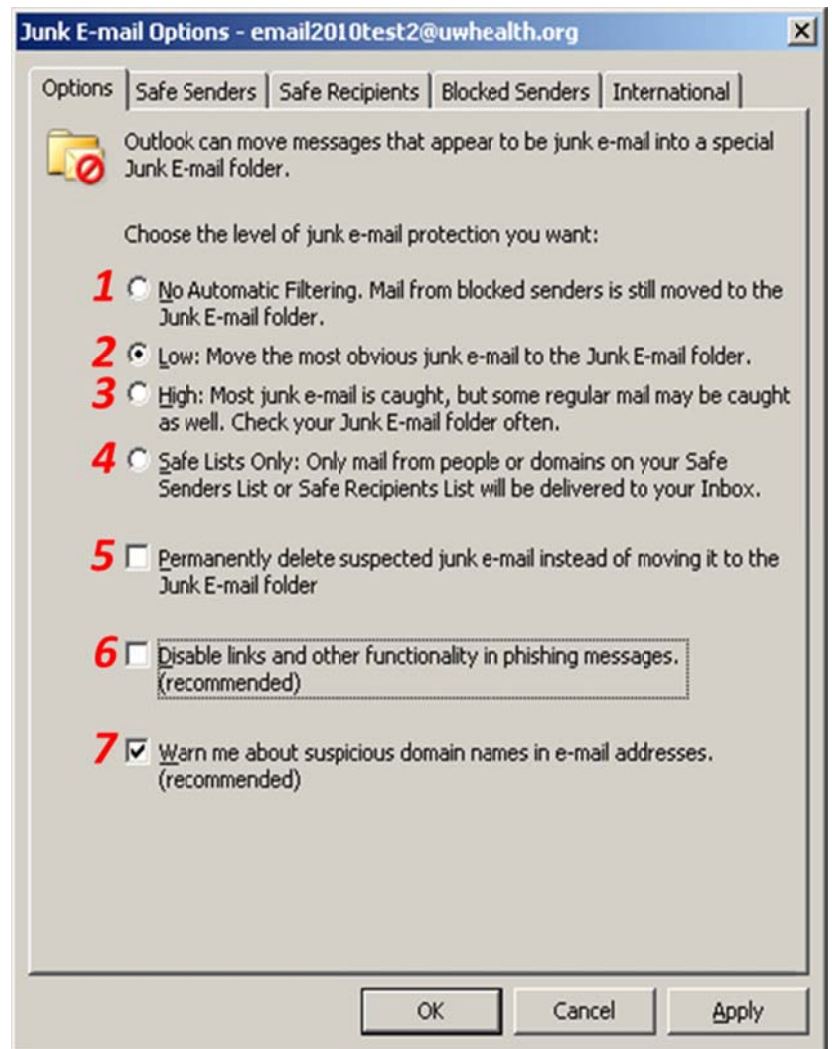 Junk E-mail Options - email2010test2@uwhealth.org
Options Safe Senders Safe Recipients Blocked Senders International
Outlook can move messages that appear to be junk e-mail into a special
Junk E-mail folder.
Choose the level of junk e-mail protection you want:
1 No Automatic Filtering. Mail from blocked senders is still moved to the
Junk E-mail folder.
2 Low: Move the most obvious junk e-mail to the Junk E-mail folder.
3 High: Most junk e-mail is caught, but some regular mail may be caught
as well. Check your Junk E-mail folder often.
4 Safe Lists Only: Only mail from people or domains on your Safe
Senders List or Safe Recipients List will be delivered to your Inbox.
5 Permanently delete suspected junk e-mail instead of moving it to the
Junk E-mail folder
6 Disable links and other functionality in phishing messages.
(recommended)
7 Warn me about suspicious domain names in e-mail addresses.
(recommended)
OK Cancel Apply